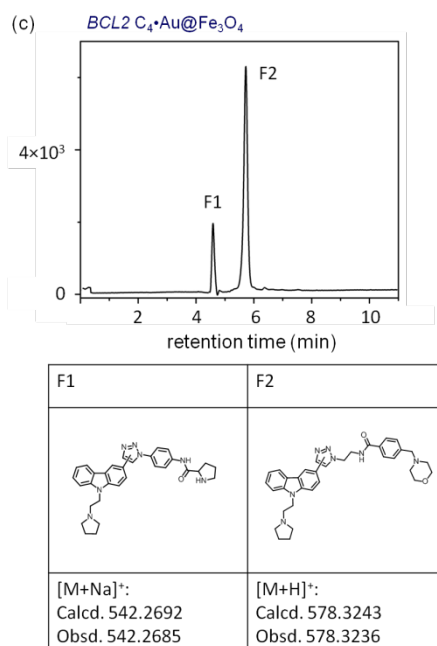 (c) BCL2 C₄•Au@Fe₃O₄
F2
4×10³
F1
0
2 4 6 8 10
retention time (min)
F1 F2
N=N
N
NH
O
HN
N
N
N=N
N
N
H
O
N
O
N
N
[M+Na]⁺: [M+H]⁺:
Calcd. 542.2692 Calcd. 578.3243
Obsd. 542.2685 Obsd. 578.3236